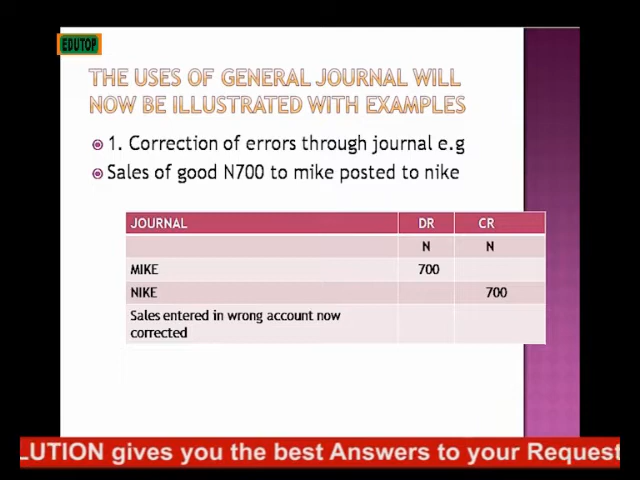 EDUTOP
THE USES OF GENERAL JOURNAL WILL
NOW BE ILLUSTRATED WITH EXAMPLES
1. Correction of errors through journal e.g
Sales of good N700 to mike posted to nike
JOURNAL DR CR
N N
MIKE 700
NIKE 700
Sales entered in wrong account now
corrected
LUTION gives you the best Answers to your Request